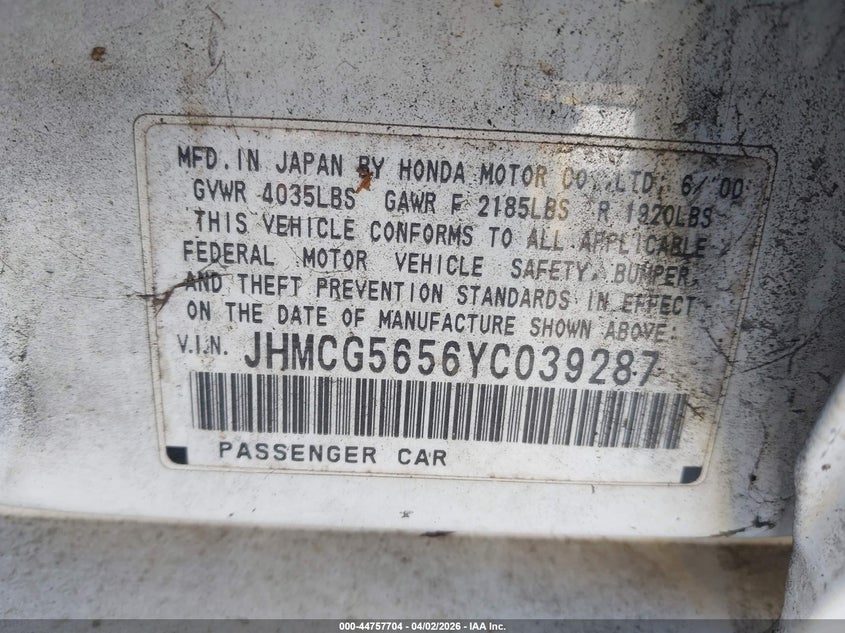 MFD. IN JAPAN BY HONDA MOTOR CO.,LTD. 6/'00
GVWR 4035LBS GAWR F 2185LBS R 1920LBS
THIS VEHICLE CONFORMS TO ALL APPLICABLE
FEDERAL MOTOR VEHICLE SAFETY, BUMPER,
AND THEFT PREVENTION STANDARDS IN EFFECT
ON THE DATE OF MANUFACTURE SHOWN ABOVE:
V.I.N. JHMCG5656YC039287
PASSENGER CAR
000-44757704 - 04/02/2026 - IAA Inc.